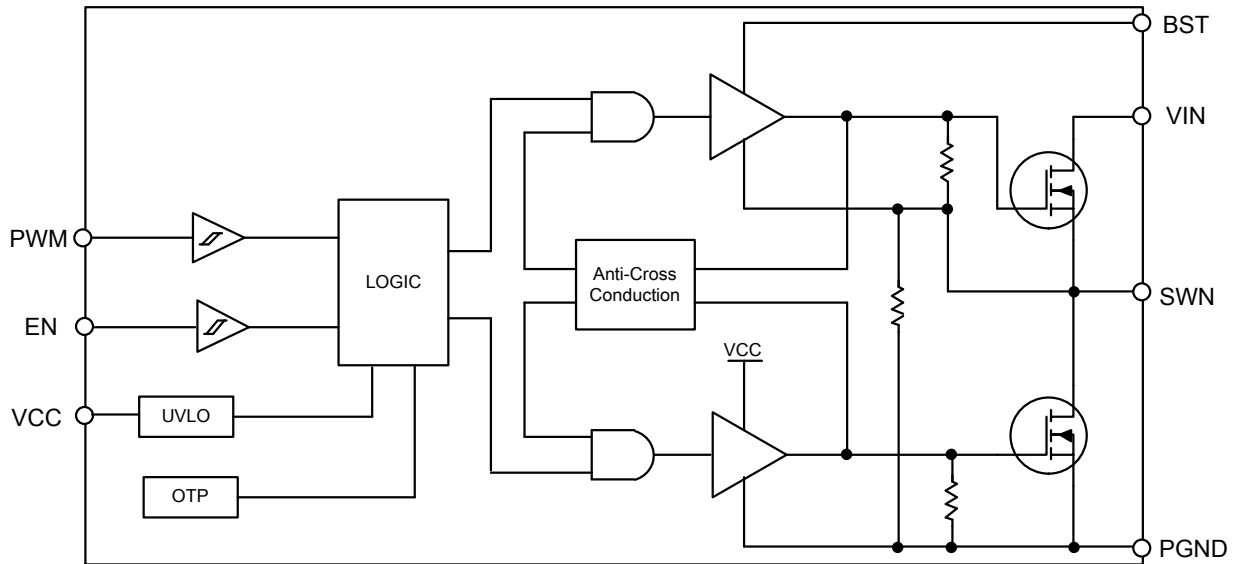 BST
VIN
PWM
LOGIC
Anti-Cross
Conduction
SWN
EN
VCC
VCC
UVLO
OTP
PGND